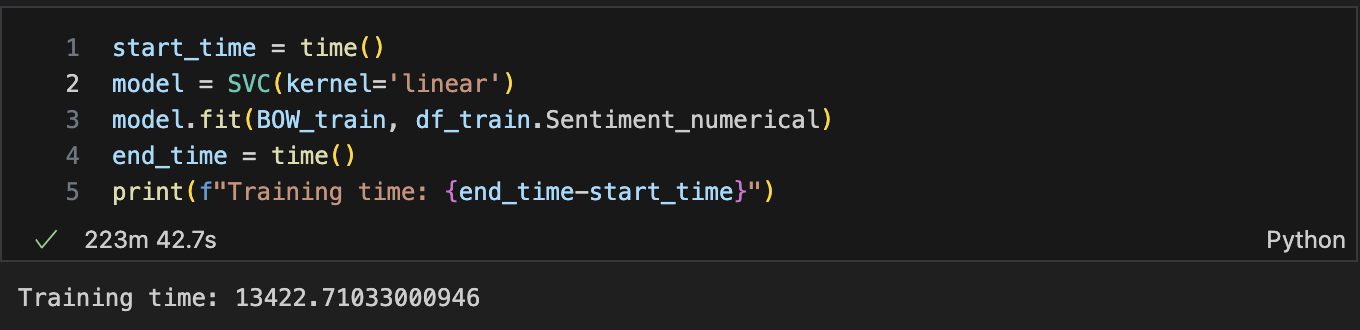 1 start_time = time()
2 model = SVC(kernel='linear')
3 model.fit(BOW_train, df_train.Sentiment_numerical)
4 end_time = time()
5 print(f"Training time: {end_time-start_time}")
✓ 223m 42.7s Python
Training time: 13422.71033000946